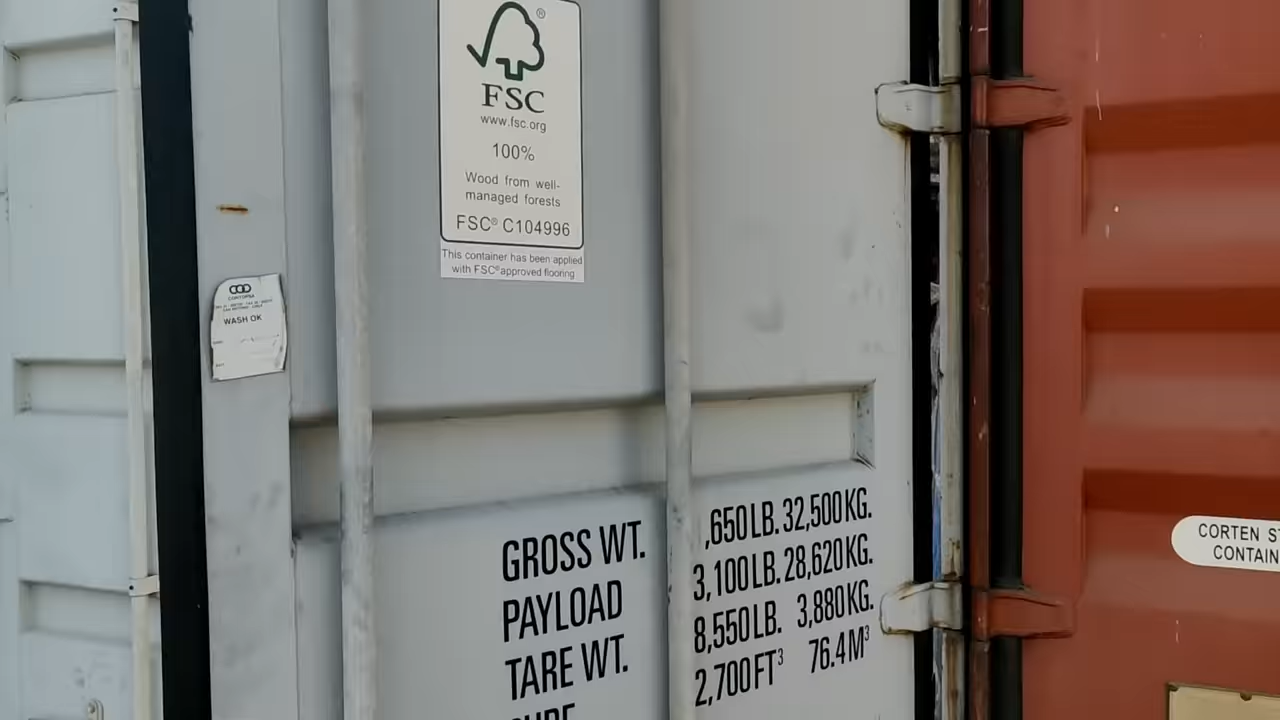 ®
FSC
www.fsc.org
100%
Wood from well-
managed forests
FSC® C104996
This container has been applied
with FSC® approved flooring
WASH OK
GROSS WT. ,650 LB. 32,500 KG.
PAYLOAD 3,100 LB. 28,620 KG.
TARE WT. 8,550 LB. 3,880 KG.
2,700 FT³ 76.4 M³
CORTEN ST
CONTAIN